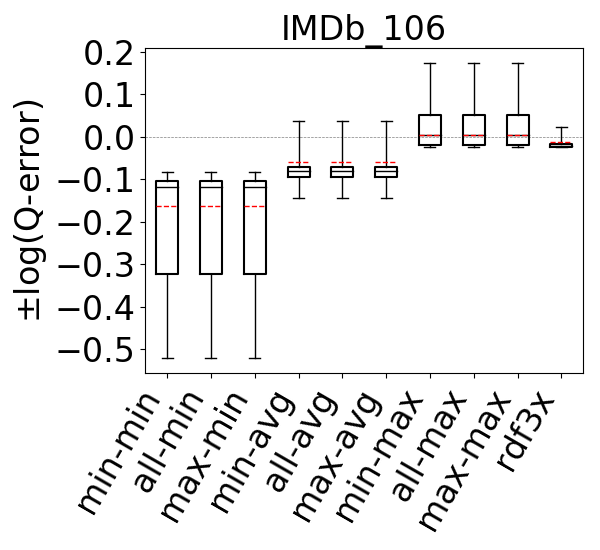 IMDb_106
±log(Q-error)
0.2
0.1
0.0
−0.1
−0.2
−0.3
−0.4
−0.5
min-min
all-min
max-min
min-avg
all-avg
max-avg
min-max
all-max
max-max
rdf3x